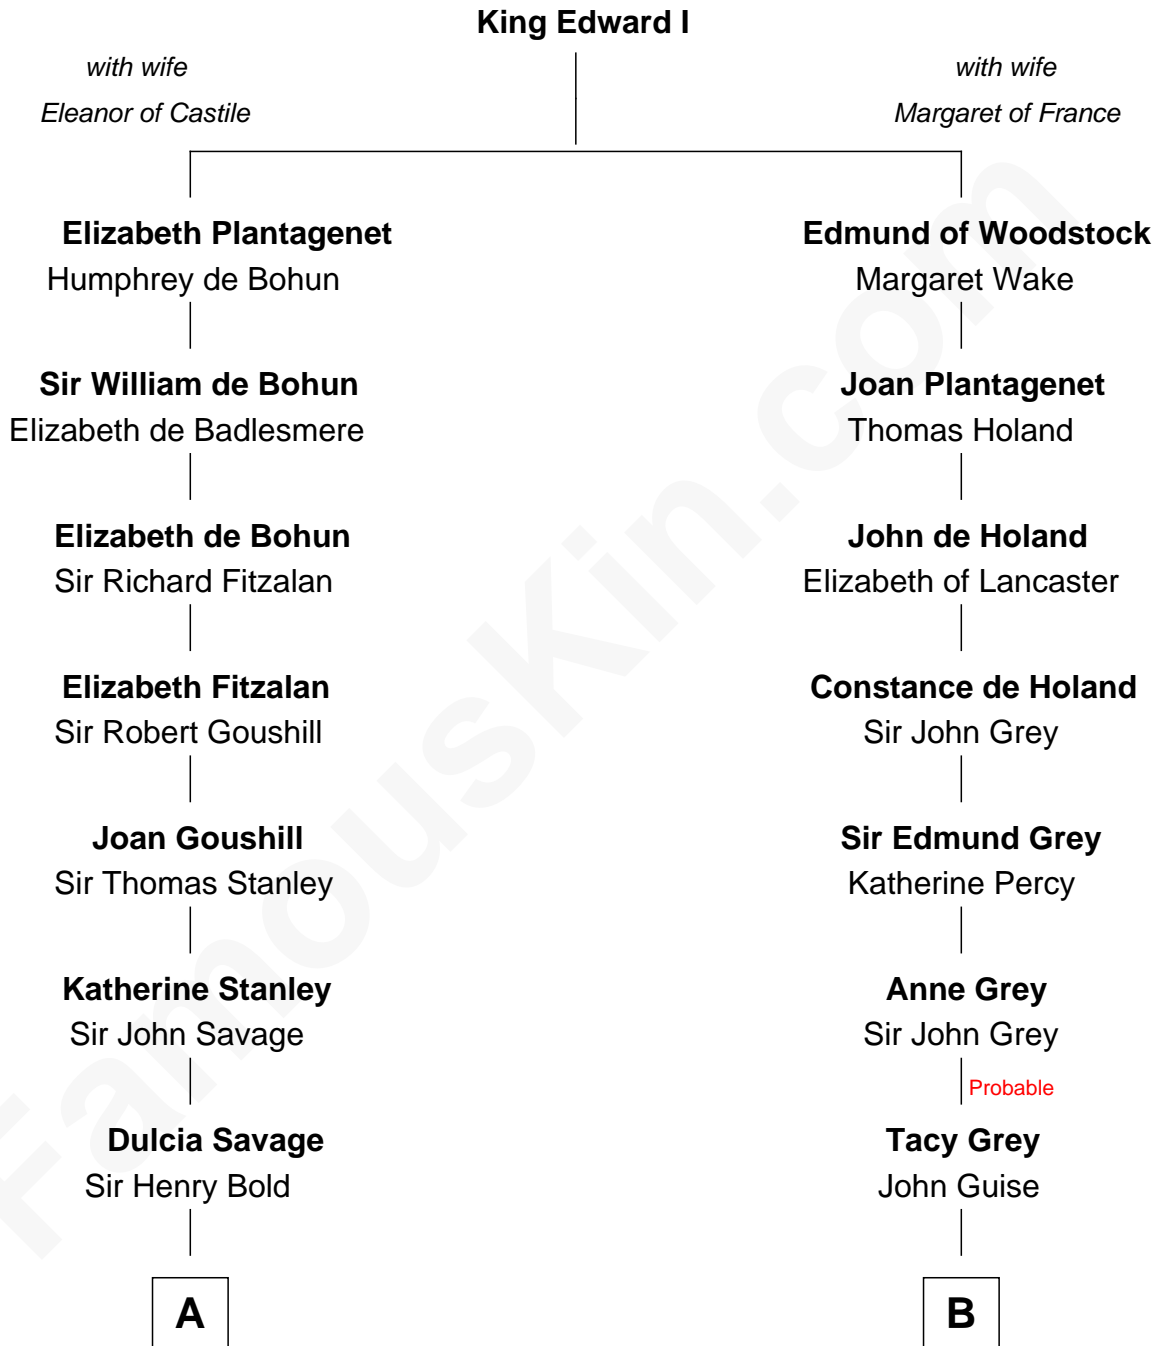 King Edward I
with wife
Eleanor of Castile
with wife
Margaret of France
Elizabeth Plantagenet
Humphrey de Bohun
Edmund of Woodstock
Margaret Wake
Sir William de Bohun
Elizabeth de Badlesmere
Joan Plantagenet
Thomas Holand
Elizabeth de Bohun
Sir Richard Fitzalan
John de Holand
Elizabeth of Lancaster
Elizabeth Fitzalan
Sir Robert Goushill
Constance de Holand
Sir John Grey
Joan Goushill
Sir Thomas Stanley
Sir Edmund Grey
Katherine Percy
Katherine Stanley
Sir John Savage
Anne Grey
Sir John Grey
Probable
Dulcia Savage
Sir Henry Bold
Tacy Grey
John Guise
A
B
FamousKin.com